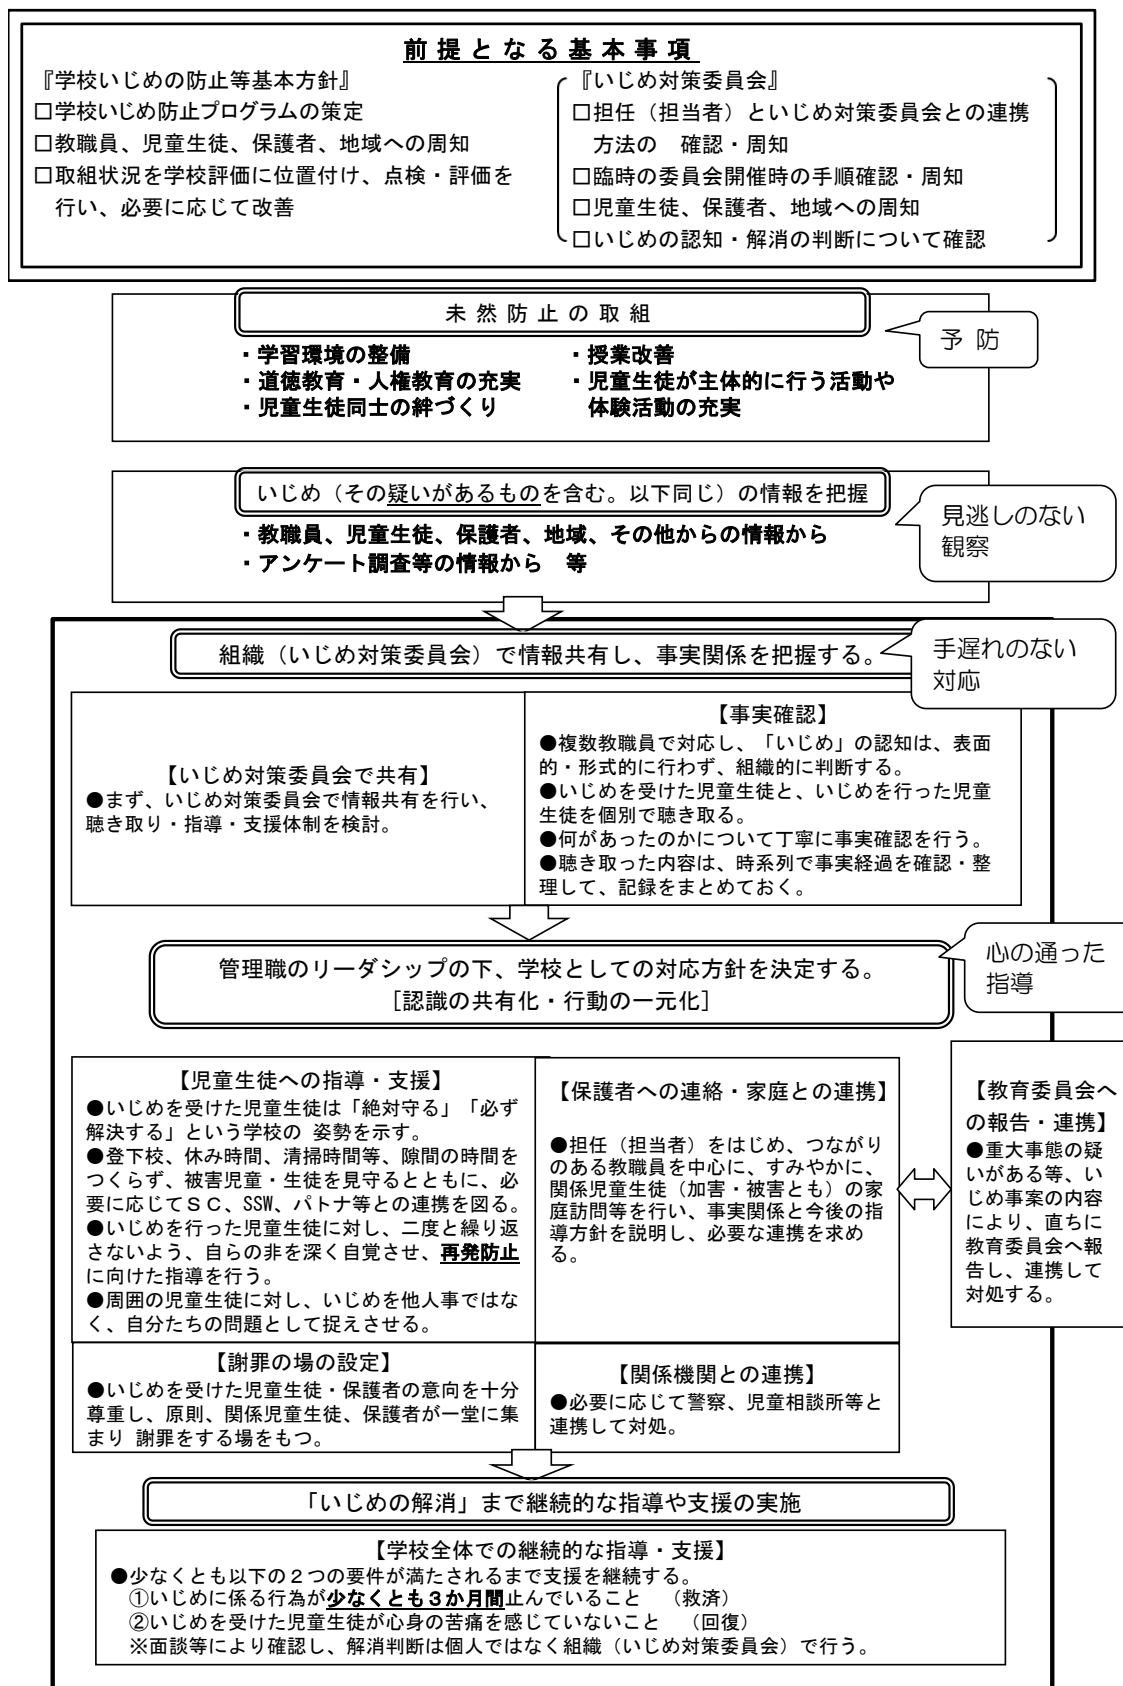 前提となる基本事項
『学校いじめの防止等基本方針』
□学校いじめ防止プログラムの策定
□教職員、児童生徒、保護者、地域への周知
□取組状況を学校評価に位置付け、点検・評価を
行い、必要に応じて改善
『いじめ対策委員会』
□担任（担当者）といじめ対策委員会との連携
方法の　確認・周知
□臨時の委員会開催時の手順確認・周知
□児童生徒、保護者、地域への周知
□いじめの認知・解消の判断について確認
未然防止の取組
予 防
・学習環境の整備
・道徳教育・人権教育の充実
・児童生徒同士の絆づくり
・授業改善
・児童生徒が主体的に行う活動や
体験活動の充実
いじめ（その疑いがあるものを含む。以下同じ）の情報を把握
見逃しのない
観察
・教職員、児童生徒、保護者、地域、その他からの情報から
・アンケート調査等の情報から　等
組織（いじめ対策委員会）で情報共有し、事実関係を把握する。
手遅れのない
対応
【いじめ対策委員会で共有】
●まず、いじめ対策委員会で情報共有を行い、
聴き取り・指導・支援体制を検討。
【事実確認】
●複数教職員で対応し、「いじめ」の認知は、表面
的・形式的に行わず、組織的に判断する。
●いじめを受けた児童生徒と、いじめを行った児童
生徒を個別で聴き取る。
●何があったのかについて丁寧に事実確認を行う。
●聴き取った内容は、時系列で事実経過を確認・整
理して、記録をまとめておく。
管理職のリーダシップの下、学校としての対応方針を決定する。
［認識の共有化・行動の一元化］
心の通った
指導
【児童生徒への指導・支援】
●いじめを受けた児童生徒は「絶対守る」「必ず
解決する」という学校の 姿勢を示す。
●登下校、休み時間、清掃時間等、隙間の時間を
つくらず、被害児童・生徒を見守るとともに、必
要に応じてＳＣ、SSW、パトナ等との連携を図る。
●いじめを行った児童生徒に対し、二度と繰り返
さないよう、自らの非を深く自覚させ、再発防止
に向けた指導を行う。
●周囲の児童生徒に対し、いじめを他人事ではな
く、自分たちの問題として捉えさせる。
【保護者への連絡・家庭との連携】
●担任（担当者）をはじめ、つながり
のある教職員を中心に、すみやかに、
関係児童生徒（加害・被害とも）の家
庭訪問等を行い、事実関係と今後の指
導方針を説明し、必要な連携を求め
る。
【教育委員会へ
の報告・連携】
●重大事態の疑
いがある等、い
じめ事案の内容
により、直ちに
教育委員会へ報
告し、連携して
対処する。
【謝罪の場の設定】
●いじめを受けた児童生徒・保護者の意向を十分
尊重し、原則、関係児童生徒、保護者が一堂に集
まり 謝罪をする場をもつ。
【関係機関との連携】
●必要に応じて警察、児童相談所等と
連携して対処。
「いじめの解消」まで継続的な指導や支援の実施
【学校全体での継続的な指導・支援】
●少なくとも以下の２つの要件が満たされるまで支援を継続する。
①いじめに係る行為が少なくとも３か月間止んでいること　（救済）
②いじめを受けた児童生徒が心身の苦痛を感じていないこと　（回復）
※面談等により確認し、解消判断は個人ではなく組織（いじめ対策委員会）で行う。